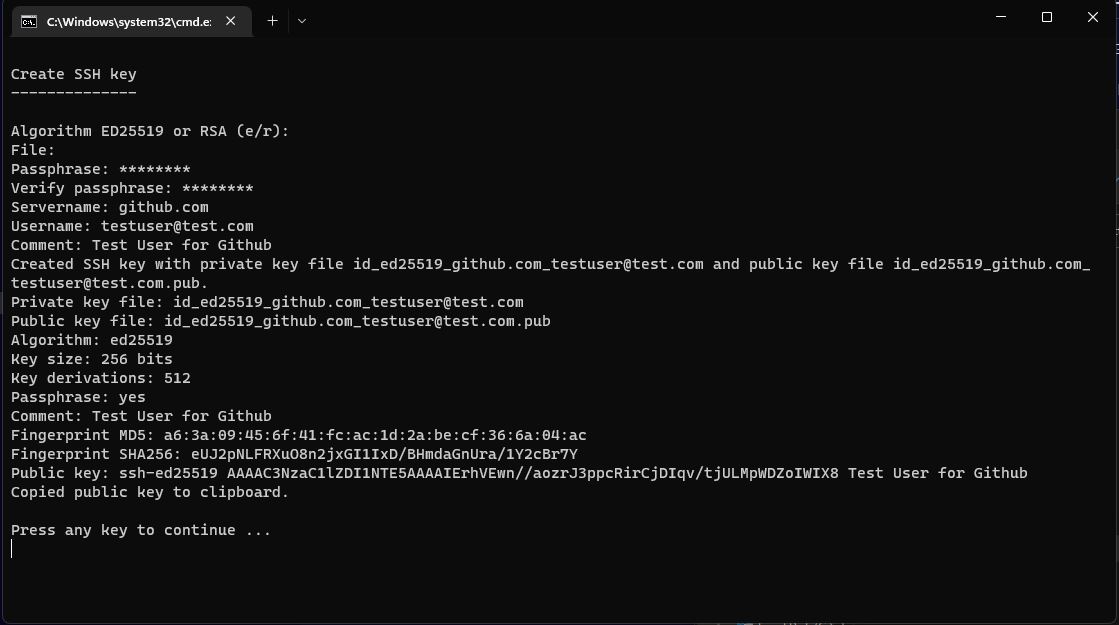 C:\Windows\system32\cmd.e:
Create SSH key
--------------
Algorithm ED25519 or RSA (e/r):
File:
Passphrase: ********
Verify passphrase: ********
Servername: github.com
Username: testuser@test.com
Comment: Test User for Github
Created SSH key with private key file id_ed25519_github.com_testuser@test.com and public key file id_ed25519_github.com_
testuser@test.com.pub.
Private key file: id_ed25519_github.com_testuser@test.com
Public key file: id_ed25519_github.com_testuser@test.com.pub
Algorithm: ed25519
Key size: 256 bits
Key derivations: 512
Passphrase: yes
Comment: Test User for Github
Fingerprint MD5: a6:3a:09:45:6f:41:fc:ac:1d:2a:be:cf:36:6a:04:ac
Fingerprint SHA256: eUJ2pNLFRXuO8n2jxGI1IxD/BHmdaGnUra/1Y2cBr7Y
Public key: ssh-ed25519 AAAAC3NzaC1lZDI1NTE5AAAAIErhVEwn//aozrJ3ppcRirCjDIqv/tjULMpWDZoIWIX8 Test User for Github
Copied public key to clipboard.
Press any key to continue ...